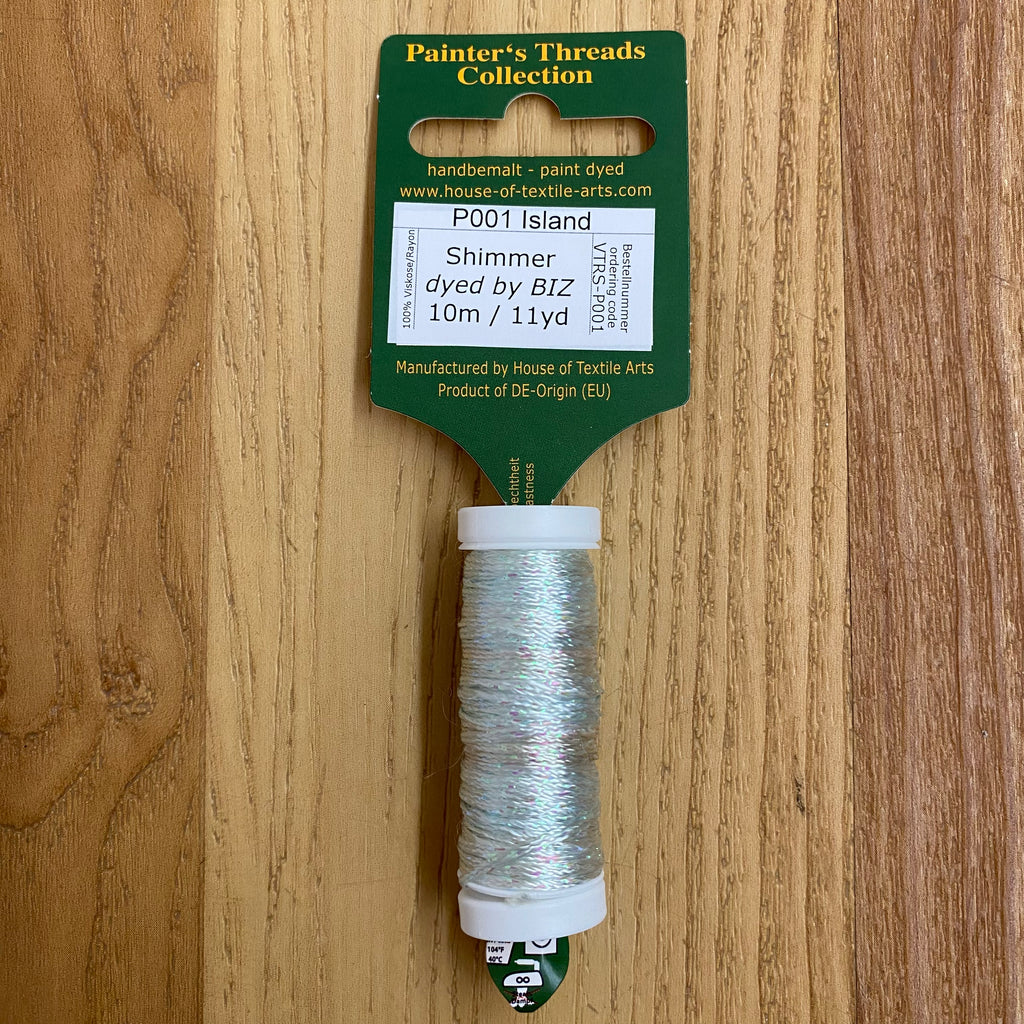 Painter‘s Threads
Collection
handbemalt - paint dyed
www.house-of-textile-arts.com
P001 Island
100% Viskose/Rayon
Shimmer
dyed by BIZ
10m / 11yd
Bestellnummer
ordering code
VTRS-P001
Manufactured by House of Textile Arts
Product of DE-Origin (EU)
104°F
40°C